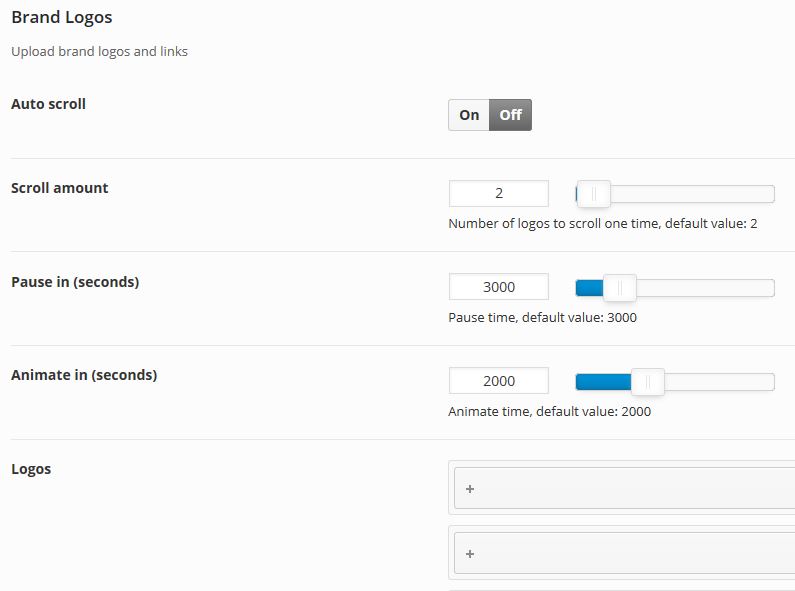 Brand Logos
Upload brand logos and links
Auto scroll
On Off
Scroll amount
2
Number of logos to scroll one time, default value: 2
Pause in (seconds)
3000
Pause time, default value: 3000
Animate in (seconds)
2000
Animate time, default value: 2000
Logos
+
+